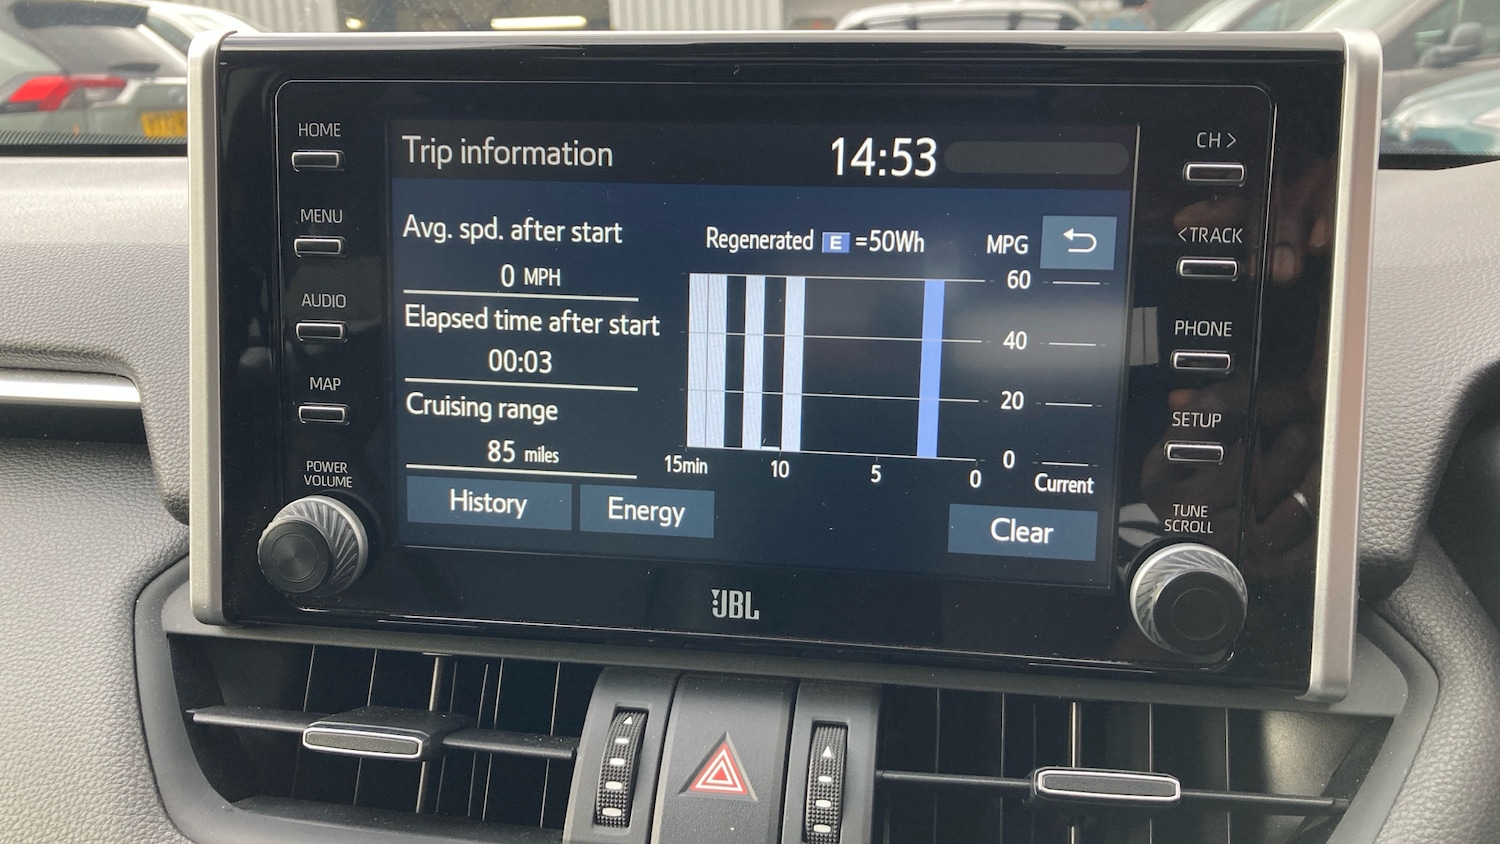 HOME
MENU
AUDIO
MAP
POWER
VOLUME
Trip information
14:53
Avg. spd. after start
0 MPH
Elapsed time after start
00:03
Cruising range
85 miles
History
Energy
Regenerated E =50Wh
MPG
60
40
20
0
15min
10
5
0
Current
Clear
CH >
<TRACK
PHONE
SETUP
TUNE
SCROLL
JBL